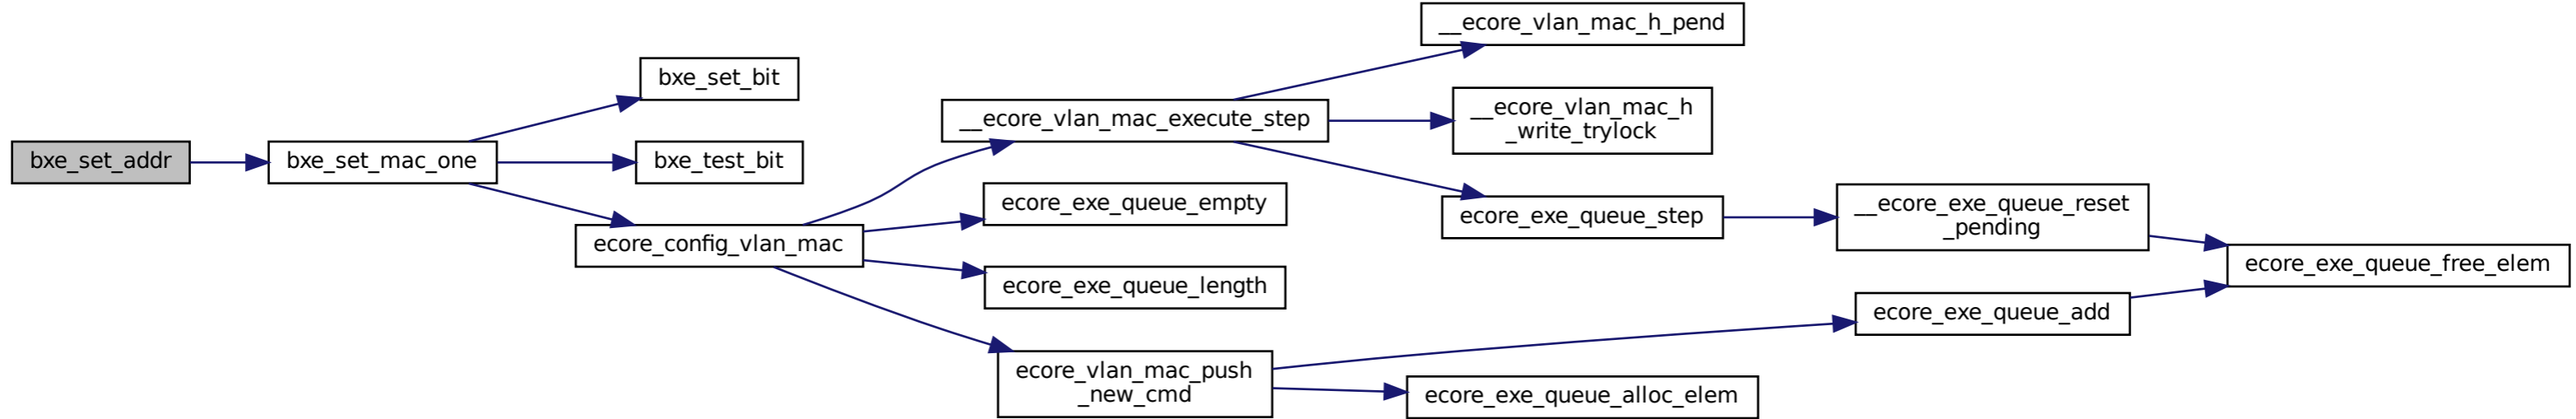 bxe_set_addr
bxe_set_mac_one
bxe_set_bit
bxe_test_bit
ecore_config_vlan_mac
__ecore_vlan_mac_execute_step
ecore_exe_queue_empty
ecore_exe_queue_length
ecore_vlan_mac_push
_new_cmd
__ecore_vlan_mac_h_pend
__ecore_vlan_mac_h
_write_trylock
ecore_exe_queue_step
__ecore_exe_queue_reset
_pending
ecore_exe_queue_free_elem
ecore_exe_queue_add
ecore_exe_queue_alloc_elem